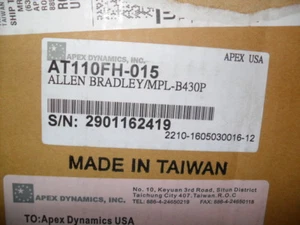 APEX DYNAMICS, INC.
APEX USA
AT110FH-015
ALLEN BRADLEY/MPL-B430P
S/N: 2901162419
2210-1605030016-12
MADE IN TAIWAN
APEX DYNAMICS, INC.
No. 10, Keyuan 3rd Road, Situn District
Taichung City 407, Taiwan, R.O.C
TO: Apex Dynamics USA